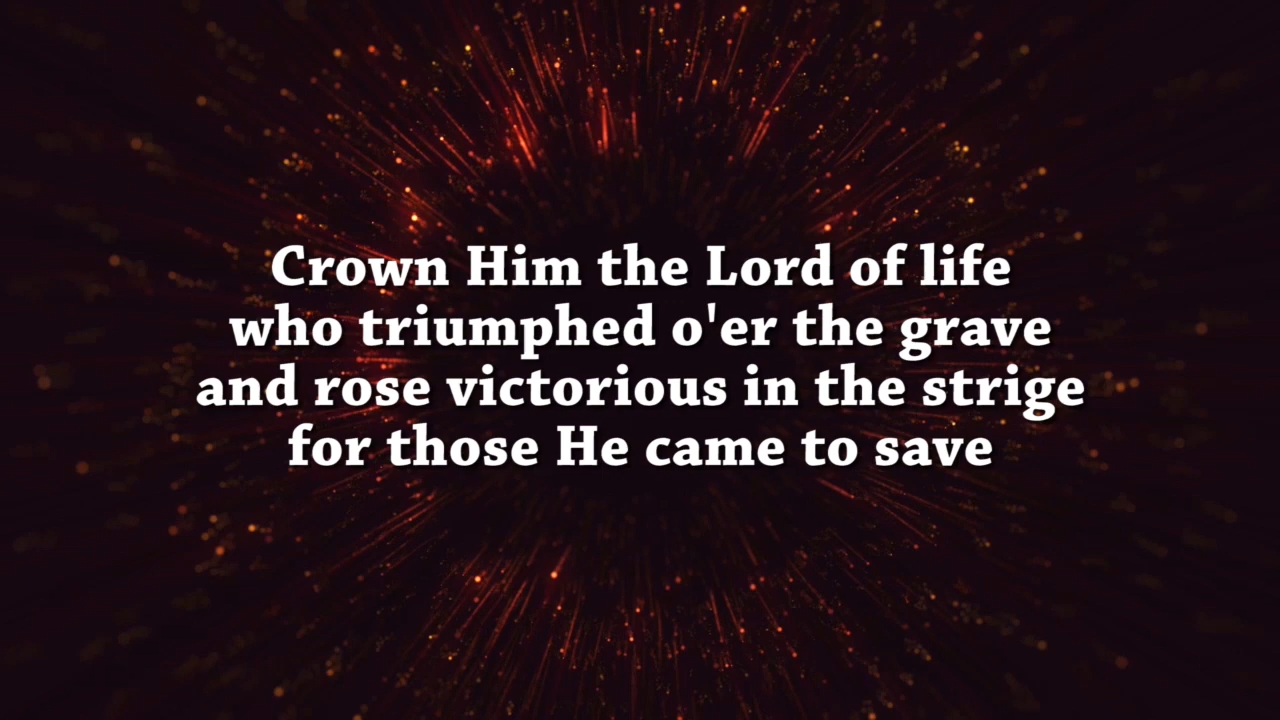 Crown Him the Lord of life
who triumphed o'er the grave
and rose victorious in the strige
for those He came to save